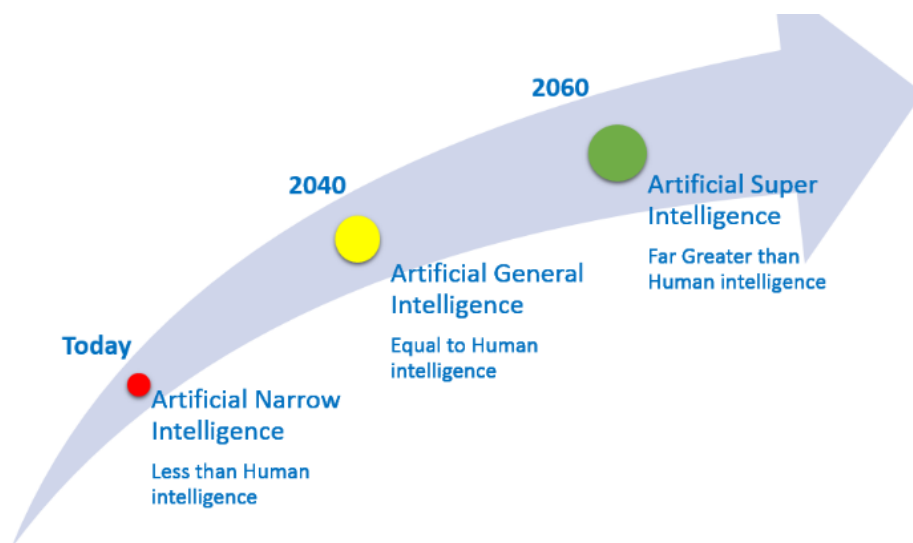 Today
Artificial Narrow
Intelligence
Less than Human
intelligence
2040
Artificial General
Intelligence
Equal to Human
intelligence
2060
Artificial Super
Intelligence
Far Greater than
Human intelligence